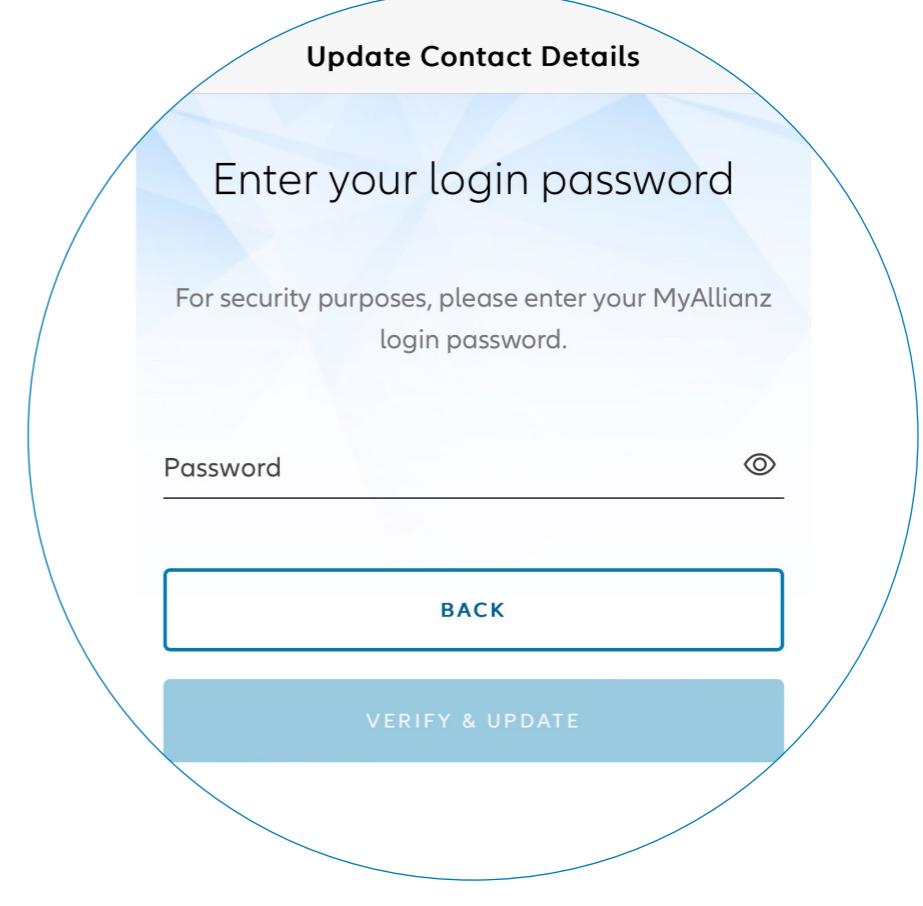 Update Contact Details
Enter your login password
For security purposes, please enter your MyAllianz
login password.
Password
BACK
VERIFY & UPDATE